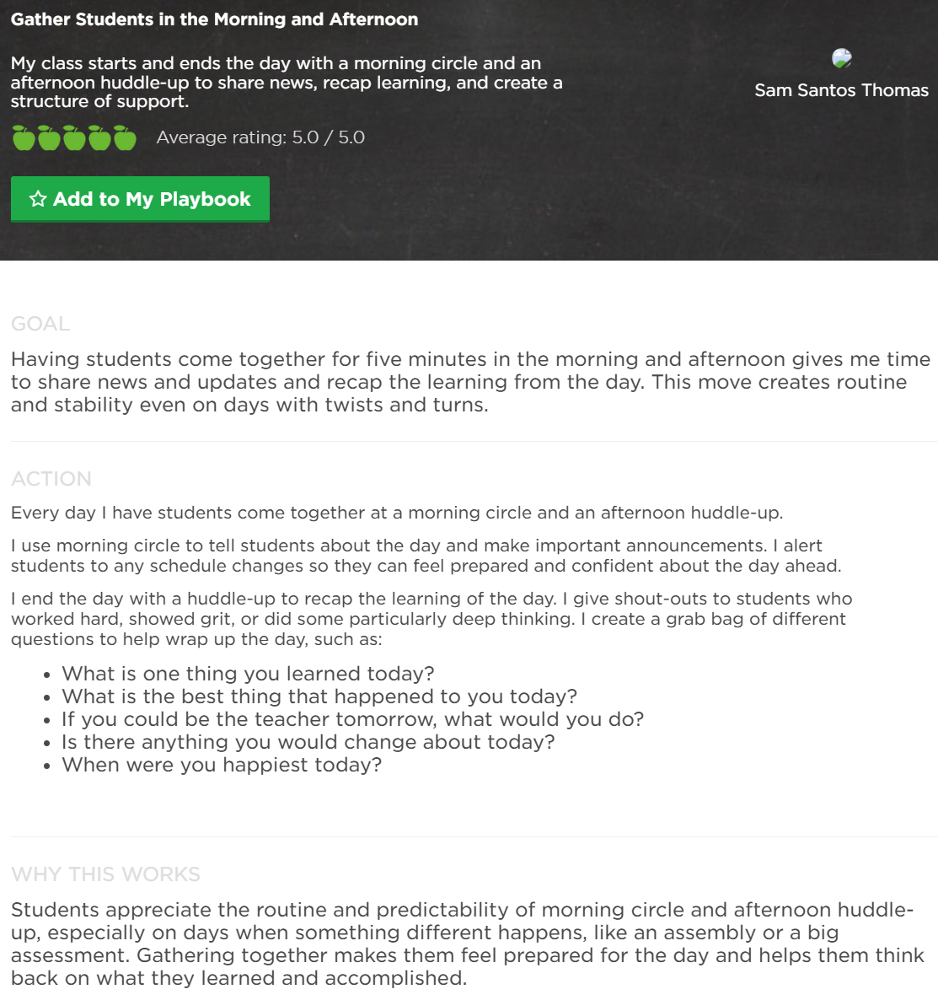 Gather Students in the Morning and Afternoon
My class starts and ends the day with a morning circle and an
afternoon huddle-up to share news, recap learning, and create a
structure of support.
Sam Santos Thomas
Average rating: 5.0 / 5.0
Add to My Playbook
GOAL
Having students come together for five minutes in the morning and afternoon gives me time
to share news and updates and recap the learning from the day. This move creates routine
and stability even on days with twists and turns.
ACTION
Every day I have students come together at a morning circle and an afternoon huddle-up.
I use morning circle to tell students about the day and make important announcements. I alert
students to any schedule changes so they can feel prepared and confident about the day ahead.
I end the day with a huddle-up to recap the learning of the day. I give shout-outs to students who
worked hard, showed grit, or did some particularly deep thinking. I create a grab bag of different
questions to help wrap up the day, such as:
• What is one thing you learned today?
• What is the best thing that happened to you today?
• If you could be the teacher tomorrow, what would you do?
• Is there anything you would change about today?
• When were you happiest today?
WHY THIS WORKS
Students appreciate the routine and predictability of morning circle and afternoon huddle-
up, especially on days when something different happens, like an assembly or a big
assessment. Gathering together makes them feel prepared for the day and helps them think
back on what they learned and accomplished.